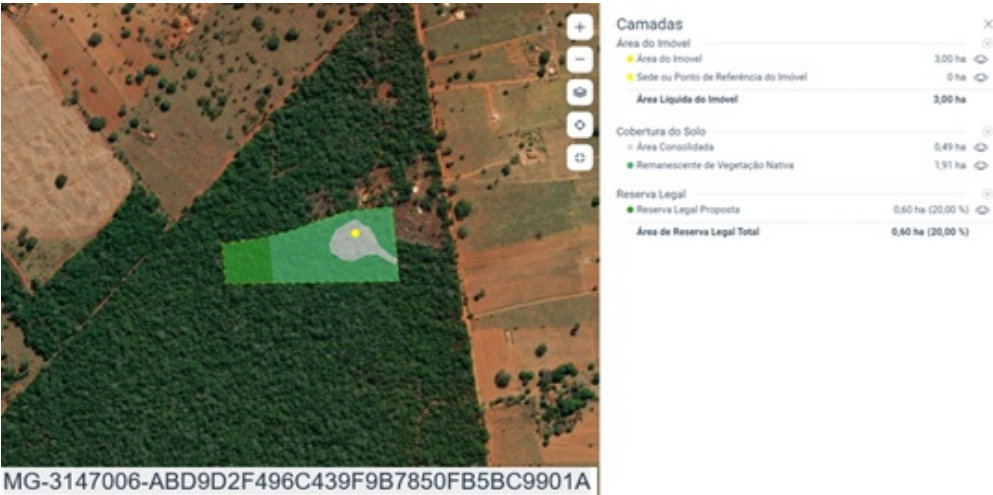 Camadas
Área do Imóvel
Área do Imovel 3,00 ha
Sede ou Ponto de Referência do Imóvel 0 ha
Área Líquida do Imóvel 3,00 ha
Cobertura do Solo
Área Consolidada 0,49 ha
Remanescente de Vegetação Nativa 1,91 ha
Reserva Legal
Reserva Legal Proposta 0,60 ha (20,00 %)
Área de Reserva Legal Total 0,60 ha (20,00 %)
MG-3147006-ABD9D2F496C439F9B7850FB5BC9901A